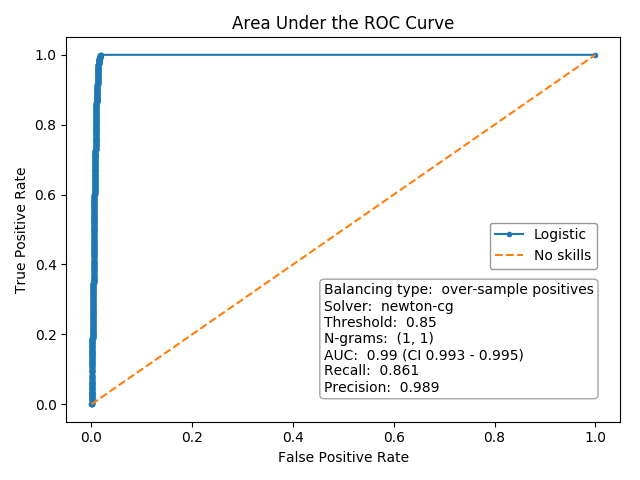 Area Under the ROC Curve
True Positive Rate
1.0
0.8
0.6
0.4
0.2
0.0
Logistic
No skills
Balancing type:  over-sample positives
Solver:  newton-cg
Threshold:  0.85
N-grams:  (1, 1)
AUC:  0.99 (CI 0.993 - 0.995)
Recall:  0.861
Precision:  0.989
0.0 0.2 0.4 0.6 0.8 1.0
False Positive Rate